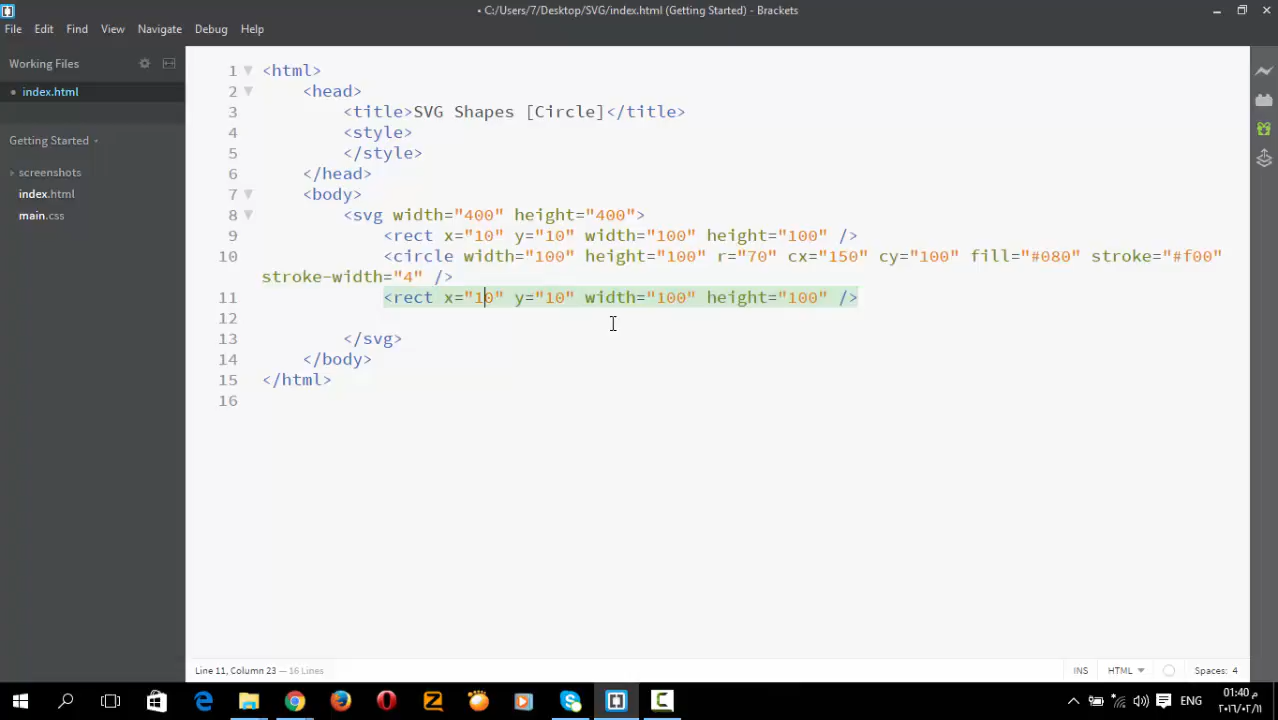 • C:/Users/7/Desktop/SVG/index.html (Getting Started) - Brackets
File Edit Find View Navigate Debug Help
Working Files
• index.html
Getting Started
screenshots
index.html
main.css
1 <html>
2 <head>
3 <title>SVG Shapes [Circle]</title>
4 <style>
5 </style>
6 </head>
7 <body>
8 <svg width="400" height="400">
9 <rect x="10" y="10" width="100" height="100" />
10 <circle width="100" height="100" r="70" cx="150" cy="100" fill="#080" stroke="#f00"
stroke-width="4" />
11 <rect x="10" y="10" width="100" height="100" />
12
13 </svg>
14 </body>
15 </html>
16
Line 11, Column 23 — 16 Lines
INS HTML Spaces: 4
ENG
01:40 م
٢٠١٦/٠٢/١١